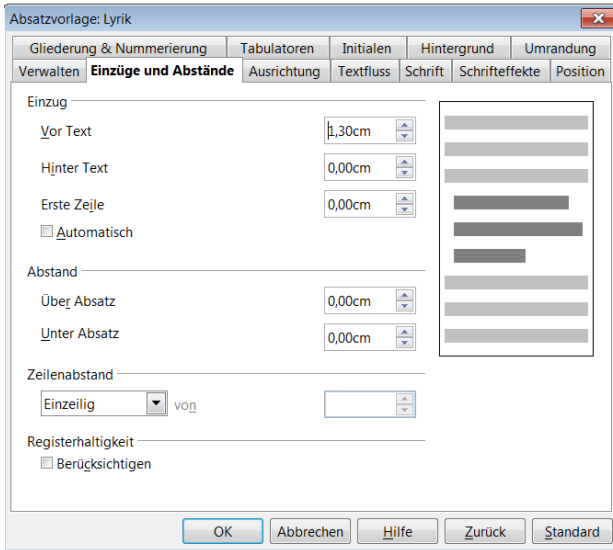 Absatzvorlage: Lyrik
Gliederung & Nummerierung Tabulatoren Initialen Hintergrund Umrandung
Verwalten Einzüge und Abstände Ausrichtung Textfluss Schrift Schrifteffekte Position
Einzug
Vor Text 1,30cm
Hinter Text 0,00cm
Erste Zeile 0,00cm
Automatisch
Abstand
Über Absatz 0,00cm
Unter Absatz 0,00cm
Zeilenabstand
Einzeilig von
Registerhaltigkeit
Berücksichtigen
OK Abbrechen Hilfe Zurück Standard